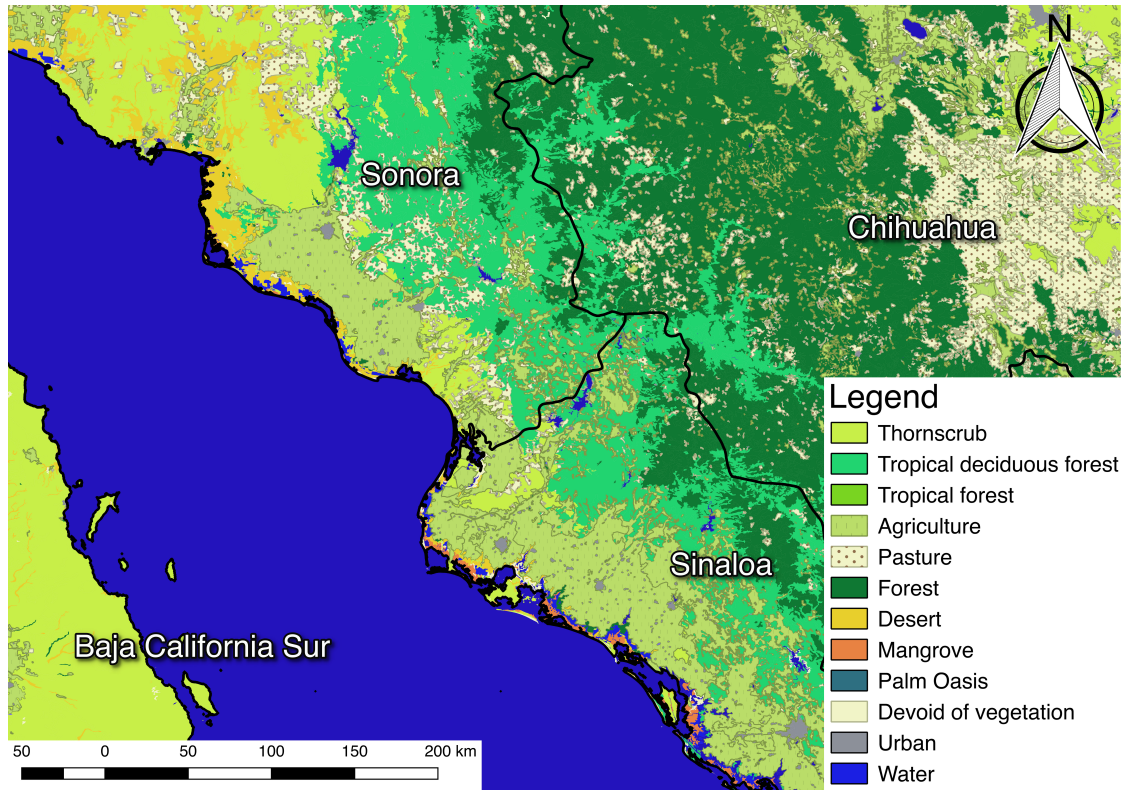 N
Sonora
Chihuahua
Legend
Thornscrub
Tropical deciduous forest
Tropical forest
Agriculture
Pasture
Forest
Desert
Mangrove
Palm Oasis
Devoid of vegetation
Urban
Water
Sinaloa
Baja California Sur
50 0 50 100 150 200 km